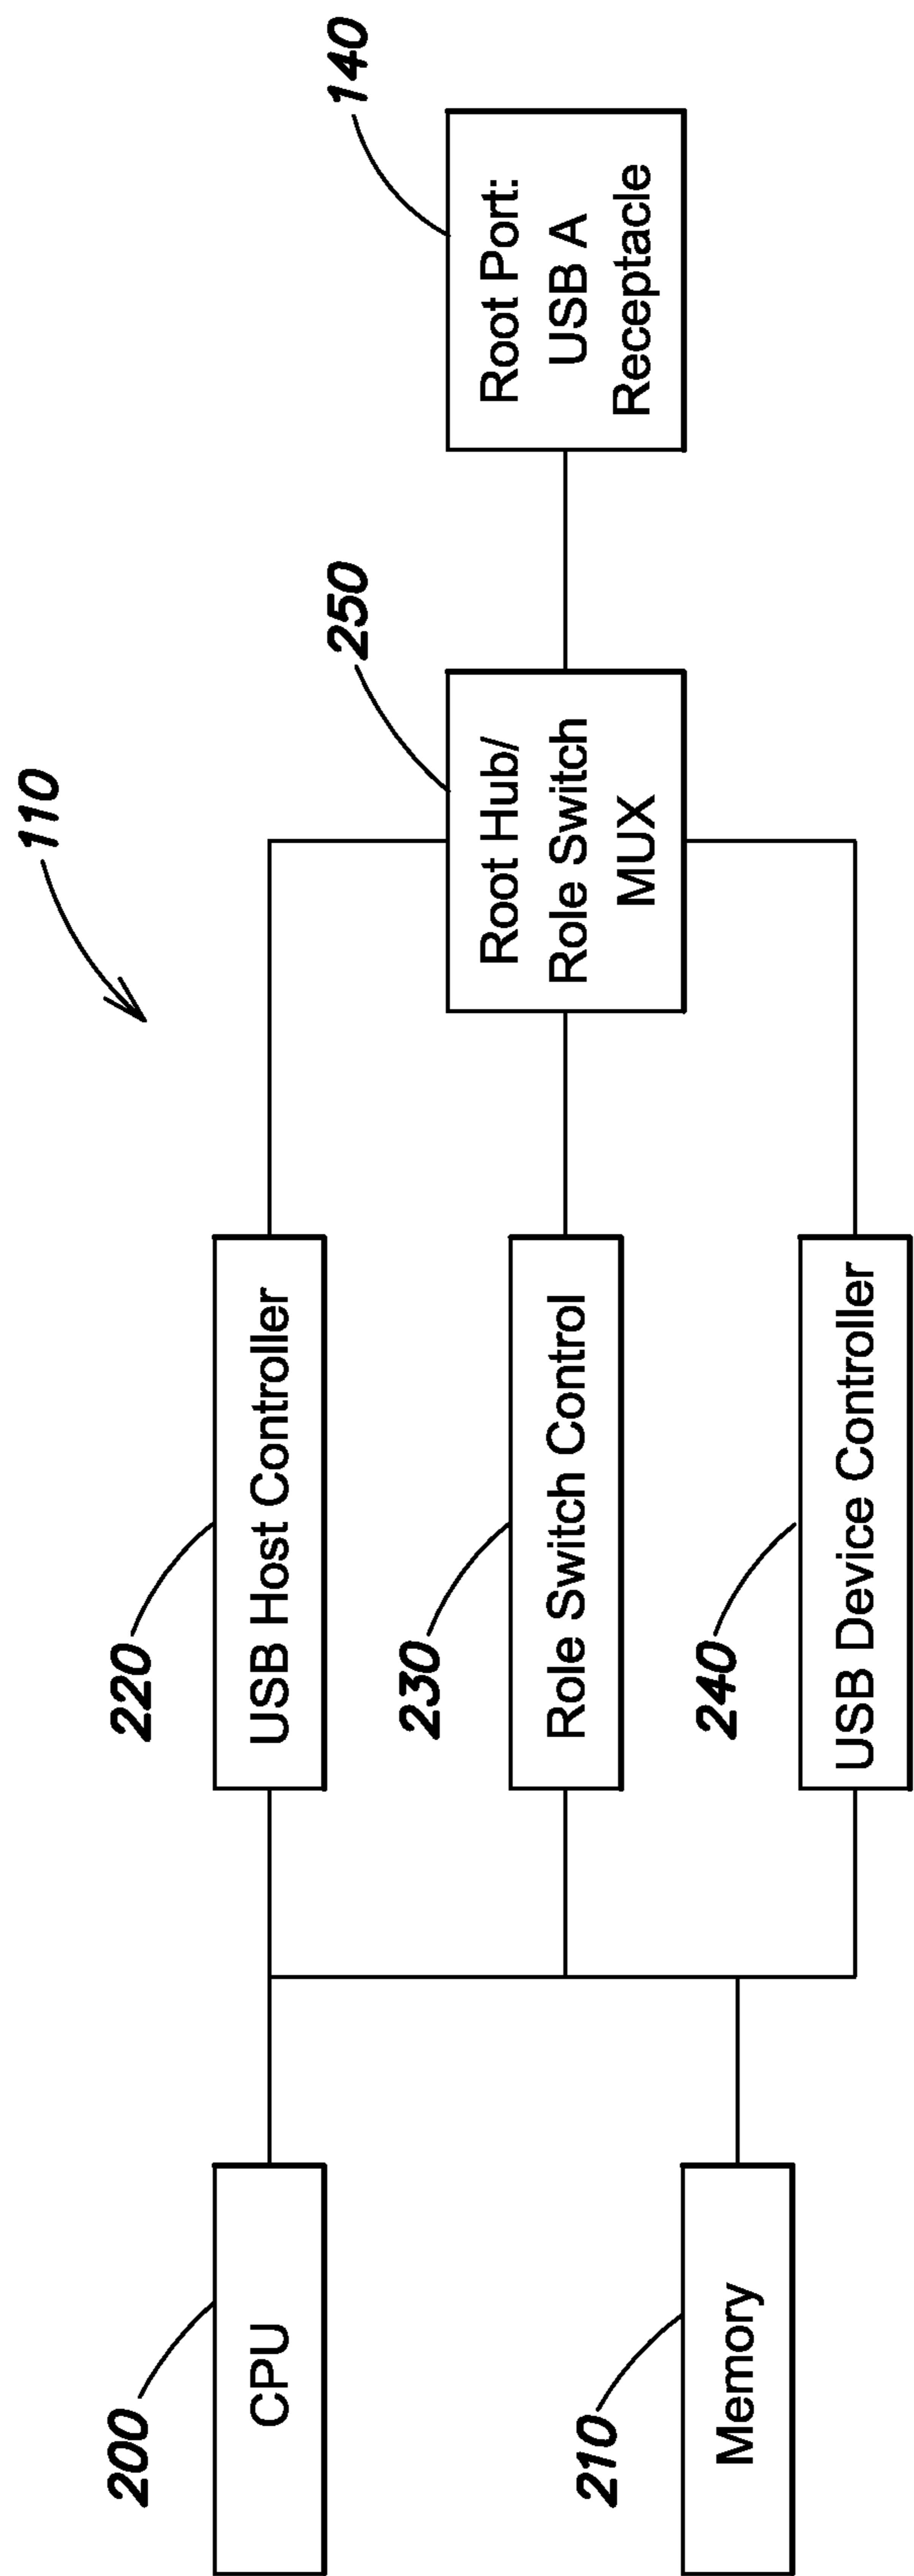 110
200
CPU
210
Memory
220
USB Host Controller
230
Role Switch Control
240
USB Device Controller
250
Root Hub/
Role Switch
MUX
140
Root Port:
USB A
Receptacle